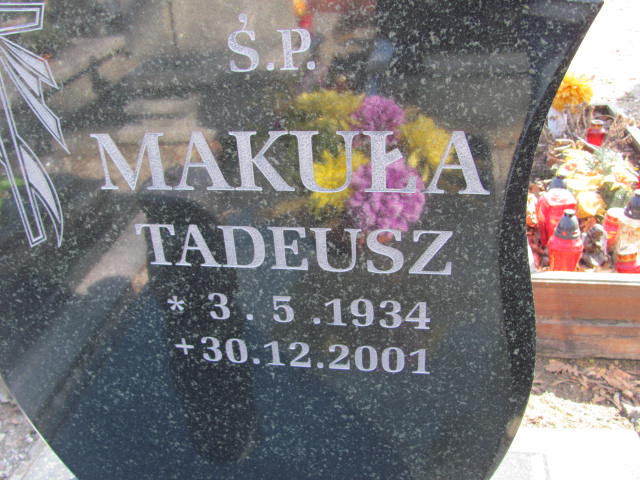 Ś.P.
MAKUŁA
TADEUSZ
* 3.5.1934
+30.12.2001